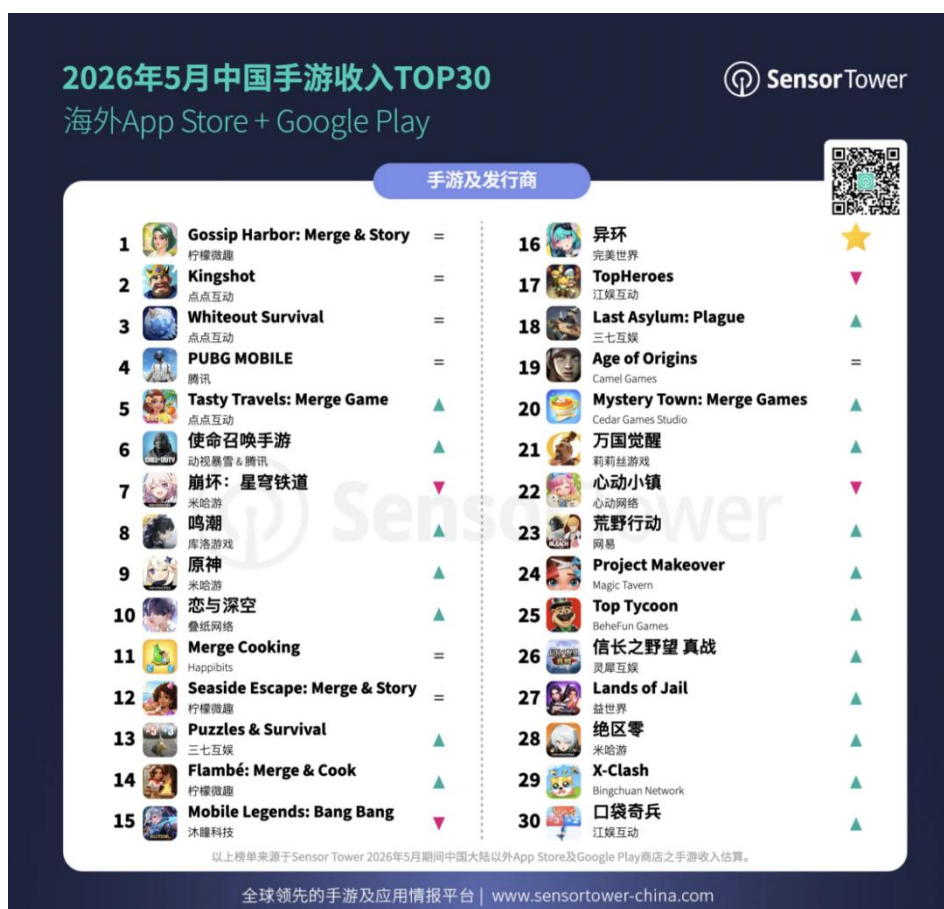 2026年5月中国手游收入TOP30
海外App Store + Google Play
SensorTower
手游及发行商
1 Gossip Harbor: Merge & Story =
柠檬微趣
2 Kingshot =
点点互动
3 Whiteout Survival =
点点互动
4 PUBG MOBILE =
腾讯
5 Tasty Travels: Merge Game ▲
点点互动
6 使命召唤手游 ▲
动视暴雪 & 腾讯
7 崩坏：星穹铁道 ▼
米哈游
8 鸣潮 ▲
库洛游戏
9 原神 ▲
米哈游
10 恋与深空 ▲
叠纸网络
11 Merge Cooking =
Happibits
12 Seaside Escape: Merge & Story =
柠檬微趣
13 Puzzles & Survival ▲
三七互娱
14 Flambé: Merge & Cook ▲
柠檬微趣
15 Mobile Legends: Bang Bang ▼
沐瞳科技
16 异环
完美世界
17 TopHeroes ▼
江娱互动
18 Last Asylum: Plague ▲
三七互娱
19 Age of Origins =
Camel Games
20 Mystery Town: Merge Games ▲
Cedar Games Studio
21 万国觉醒 ▲
莉莉丝游戏
22 心动小镇 ▼
心动网络
23 荒野行动 ▲
网易
24 Project Makeover ▲
Magic Tavern
25 Top Tycoon ▲
BeheFun Games
26 信长之野望 真战 ▲
灵犀互娱
27 Lands of Jail ▲
益世界
28 绝区零 ▲
米哈游
29 X-Clash ▲
Bingchuan Network
30 口袋奇兵 ▲
江娱互动
SensorTower
以上榜单来源于Sensor Tower 2026年5月期间中国大陆以外App Store及Google Play商店之手游收入估算。
全球领先的手游及应用情报平台 | www.sensortower-china.com